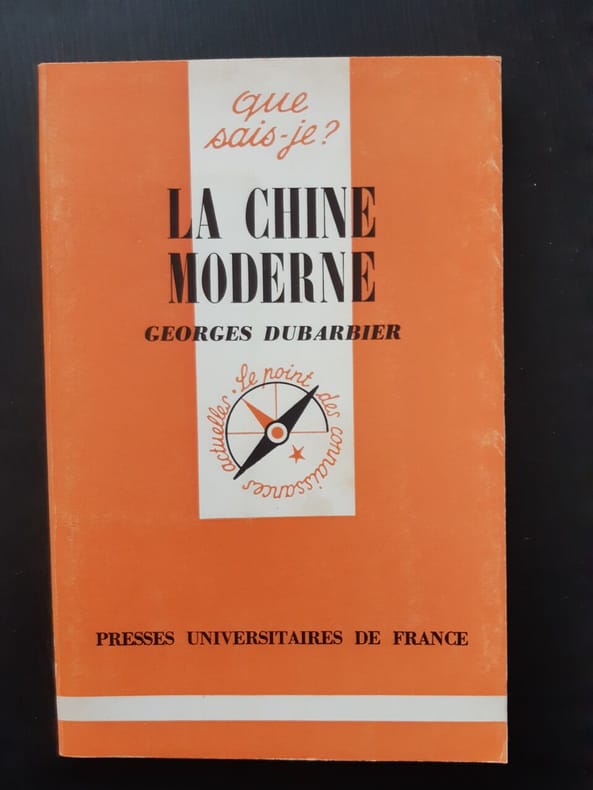 que
sais-je?
LA CHINE
MODERNE
GEORGES DUBARBIER
Le point des connaissances actuelles.
PRESSES UNIVERSITAIRES DE FRANCE